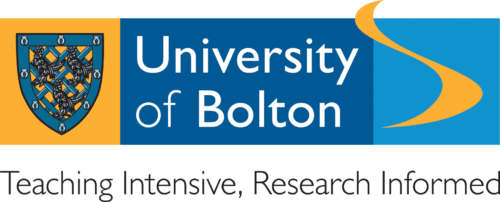 University
of Bolton
Teaching Intensive, Research Informed